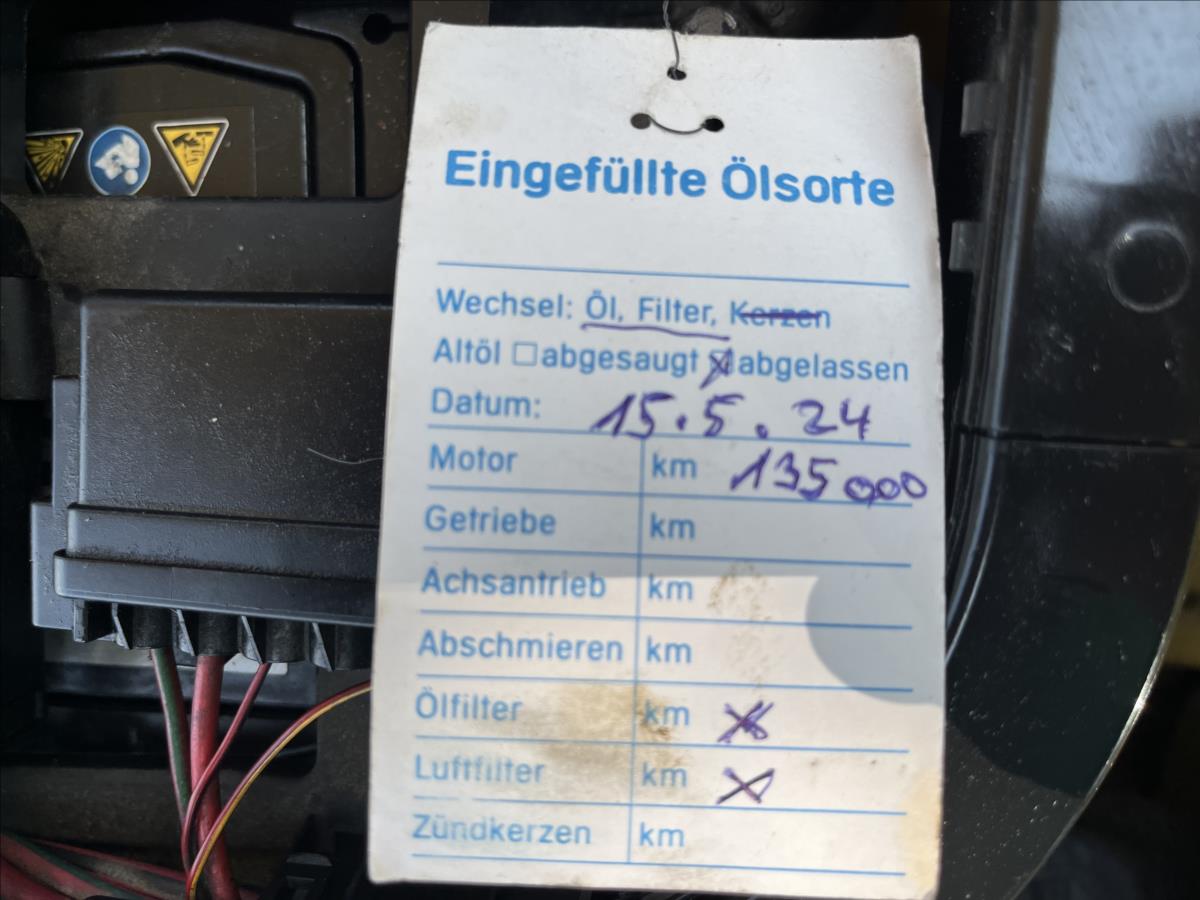 Eingefüllte Ölsorte
Wechsel: Öl, Filter, Kerzen
Altöl ☐abgesaugt ☒abgelassen
Datum: 15.5.24
Motor km 135000
Getriebe km
Achsantrieb km
Abschmieren km
Ölfilter km X
Luftfilter km X
Zündkerzen km